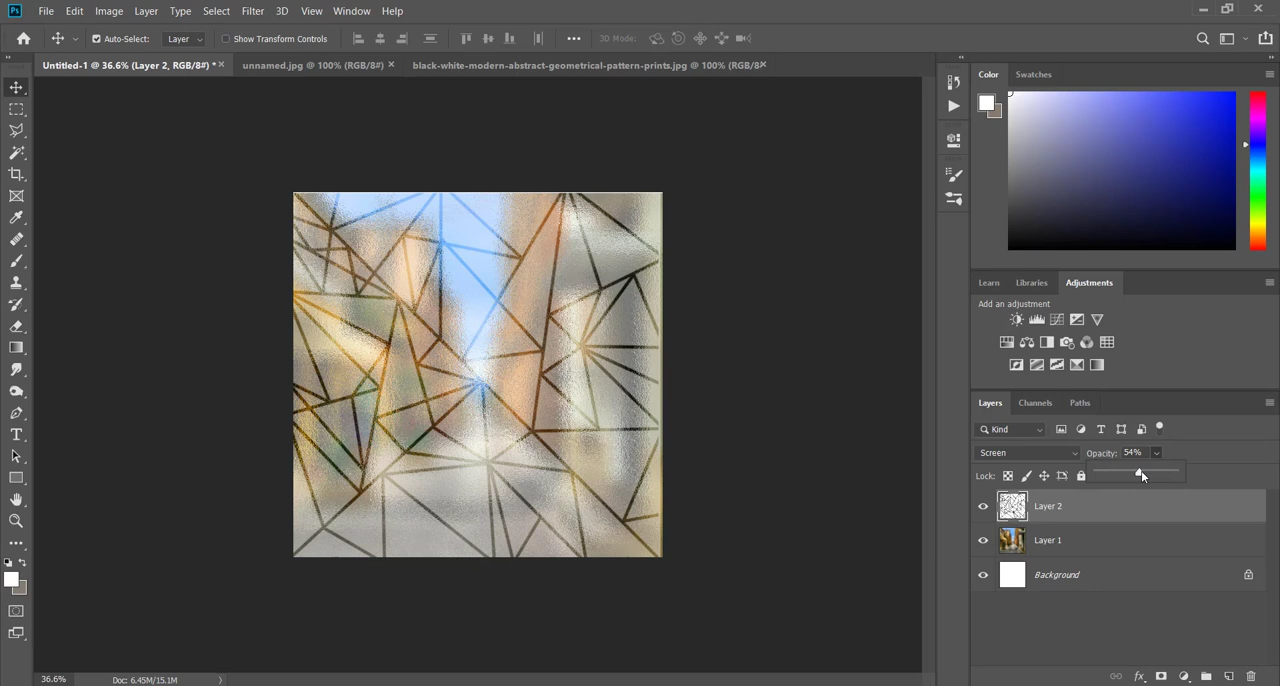 Ps File Edit Image Layer Type Select Filter 3D View Window Help
Auto-Select: Layer Show Transform Controls 3D Mode:
Untitled-1 @ 36.6% (Layer 2, RGB/8#) * unnamed.jpg @ 100% (RGB/8#) black-white-modern-abstract-geometrical-pattern-prints.jpg @ 100% (RGB/8
Color Swatches
Learn Libraries Adjustments
Add an adjustment
Layers Channels Paths
Kind
Screen Opacity: 54%
Lock:
Layer 2
Layer 1
Background
36.6% Doc: 6.45M/15.1M